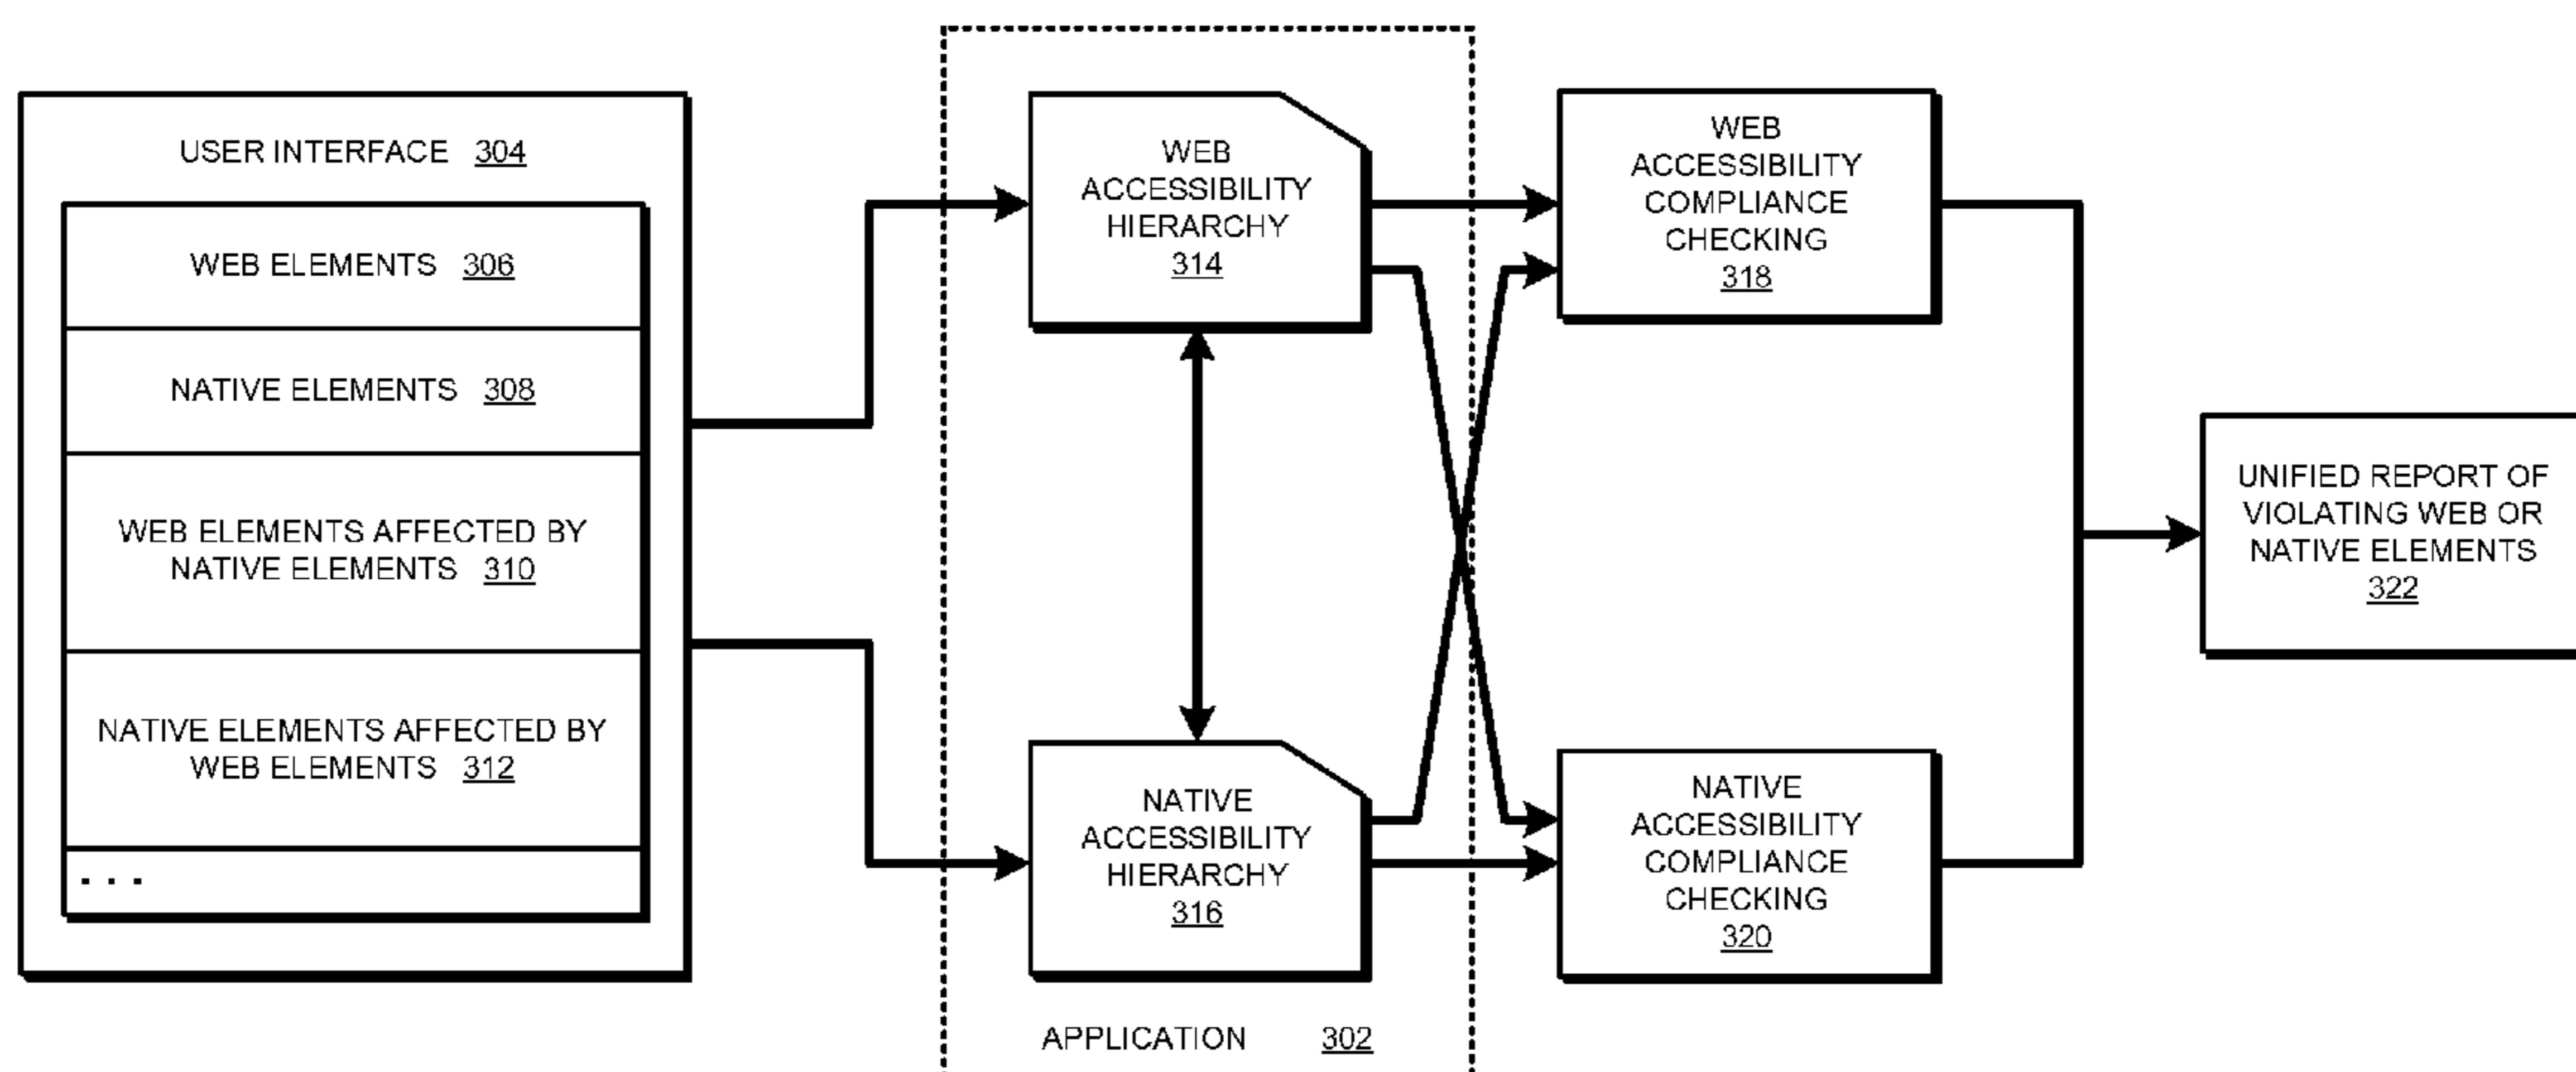 USER INTERFACE 304
WEB ELEMENTS 306
NATIVE ELEMENTS 308
WEB ELEMENTS AFFECTED BY
NATIVE ELEMENTS 310
NATIVE ELEMENTS AFFECTED BY
WEB ELEMENTS 312
. . .
WEB
ACCESSIBILITY
HIERARCHY
314
NATIVE
ACCESSIBILITY
HIERARCHY
316
APPLICATION 302
WEB
ACCESSIBILITY
COMPLIANCE
CHECKING
318
NATIVE
ACCESSIBILITY
COMPLIANCE
CHECKING
320
UNIFIED REPORT OF
VIOLATING WEB OR
NATIVE ELEMENTS
322